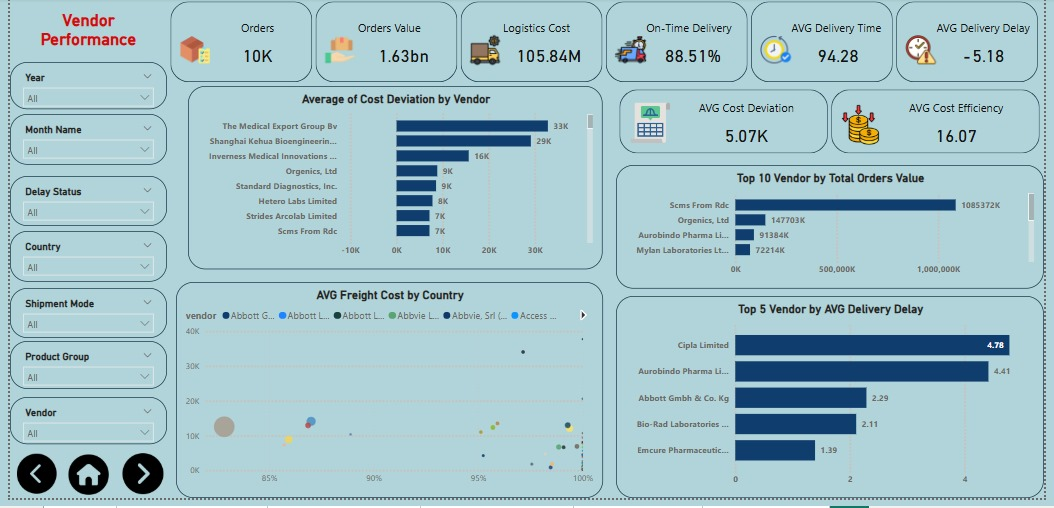 Vendor
Performance
Year
All
Month Name
All
Delay Status
All
Country
All
Shipment Mode
All
Product Group
All
Vendor
All
Orders
10K
Orders Value
1.63bn
Logistics Cost
105.84M
On-Time Delivery
88.51%
AVG Delivery Time
94.28
AVG Delivery Delay
-5.18
Average of Cost Deviation by Vendor
The Medical Export Group Bv
33K
Shanghai Kehua Bioengineerin...
29K
Inverness Medical Innovations ...
16K
Orgenics, Ltd
9K
Standard Diagnostics, Inc.
9K
Hetero Labs Limited
8K
Strides Arcolab Limited
7K
Scms From Rdc
7K
-10K 0K 10K 20K 30K
AVG Cost Deviation
5.07K
AVG Cost Efficiency
16.07
Top 10 Vendor by Total Orders Value
Scms From Rdc
1085372K
Orgenics, Ltd
147703K
Aurobindo Pharma Li...
91384K
Mylan Laboratories Lt...
72214K
0K 500,000K 1,000,000K
AVG Freight Cost by Country
vendor Abbott G... Abbott L... Abbott L... Abbvie L... Abbvie, Srl (... Access ...
40K
30K
20K
10K
0K
85% 90% 95% 100%
Top 5 Vendor by AVG Delivery Delay
Cipla Limited
4.78
Aurobindo Pharma Li...
4.41
Abbott Gmbh & Co. Kg
2.29
Bio-Rad Laboratories ...
2.11
Emcure Pharmaceutic...
1.39
0 2 4